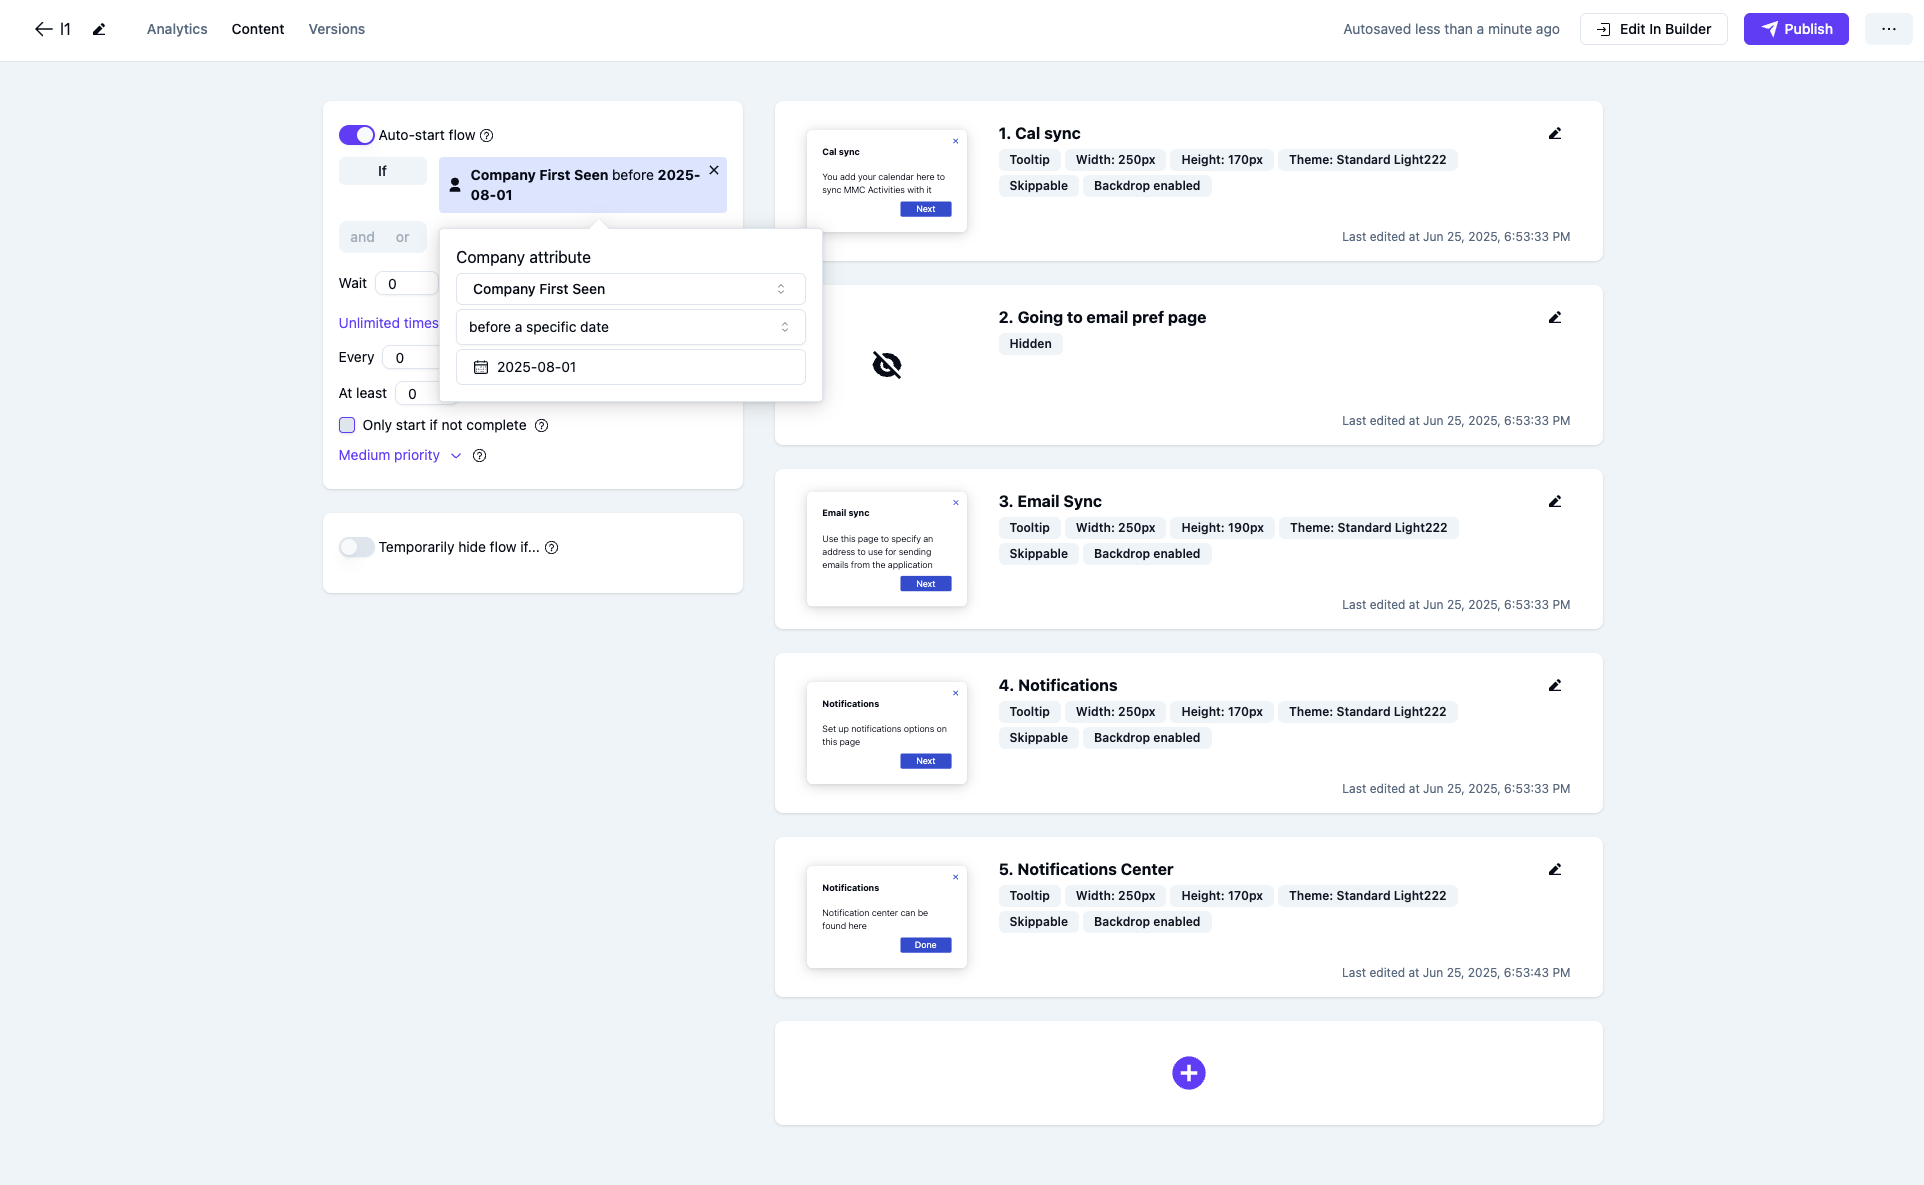 I1
Analytics
Content
Versions
Autosaved less than a minute ago
Edit In Builder
Publish
Auto-start flow
If
Company First Seen before 2025-
08-01
and or
Wait 0
Unlimited times
Every 0
At least 0
Only start if not complete
Medium priority
Company attribute
Company First Seen
before a specific date
2025-08-01
Temporarily hide flow if...
Cal sync
You add your calendar here to
sync MMC Activities with it
Next
1. Cal sync
Tooltip Width: 250px Height: 170px Theme: Standard Light222
Skippable Backdrop enabled
Last edited at Jun 25, 2025, 6:53:33 PM
2. Going to email pref page
Hidden
Last edited at Jun 25, 2025, 6:53:33 PM
Email sync
Use this page to specify an
address to use for sending
emails from the application
Next
3. Email Sync
Tooltip Width: 250px Height: 190px Theme: Standard Light222
Skippable Backdrop enabled
Last edited at Jun 25, 2025, 6:53:33 PM
Notifications
Set up notifications options on
this page
Next
4. Notifications
Tooltip Width: 250px Height: 170px Theme: Standard Light222
Skippable Backdrop enabled
Last edited at Jun 25, 2025, 6:53:33 PM
Notifications
Notification center can be
found here
Done
5. Notifications Center
Tooltip Width: 250px Height: 170px Theme: Standard Light222
Skippable Backdrop enabled
Last edited at Jun 25, 2025, 6:53:43 PM